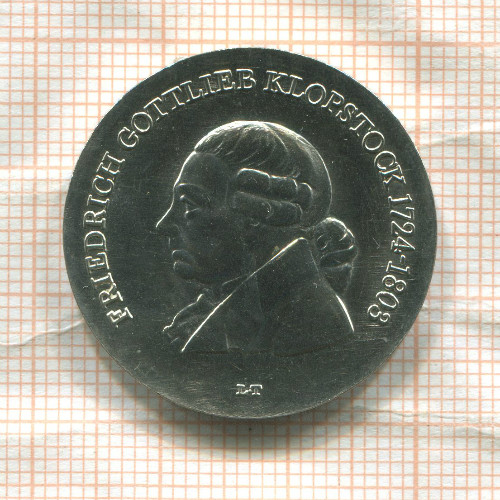 FRIEDRICH GOTTLIEB KLOPSTOCK 1724-1803